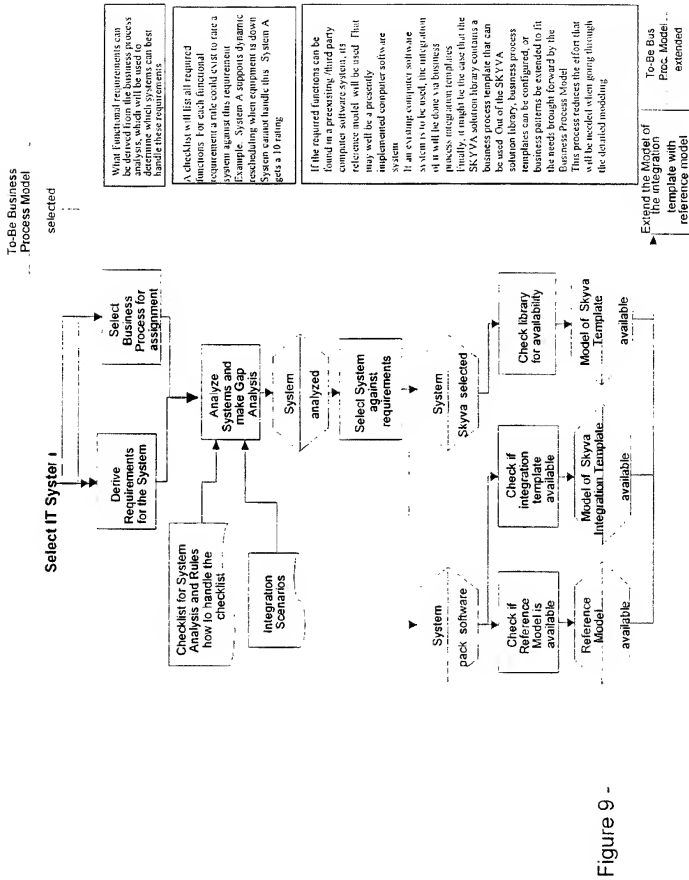 To-Be Business
Process Model
selected
Select IT System
Derive
Requirements
for the System
Select
Business
Process for
assignment
What Functional requirements can
be derived from the business process
analysis, which will be used to
determine which systems can best
handle these requirements
Checklist for System
Analysis and Rules
how to handle the
checklist
Integration
Scenarios
Analyze
Systems and
make Gap
Analysis
System
analyzed
Select System
against
requirements
A checklist will list all required
functions For each functional
requirement a rule could exist to rate a
system against this requirement
Example. System A supports dynamic
rescheduling when equipment is down
System cannot handle this System A
gets a 10 rating
System
pack software
System
Skyva selected
Check if
Reference
Model is
available
Check if
integration
template
available
Check library
for availability
Reference
Model
available
Model of Skyva
Integration Template
available
Model of Skyva
Template
available
If the required functions can be
found in a preexisting /third party
computer software system, its
reference model will be used That
may well be a presently
implemented computer software
system
If an existing computer software
system is to be used, the integration
of it will be done via business
process integration templates
Finally, it might be the case that the
SKYVA solution library contains a
business process template that can
be used Out of the SKYVA
solution library, business process
templates can be configured, or
business patterns be extended to fit
the needs brought forward by the
Business Process Model
Thus process reduces the effort that
will be needed when going through
the detailed modeling
Extend the Model of
the integration
template with
reference model
To-Be Bus
Proc. Model
extended
Figure 9 -